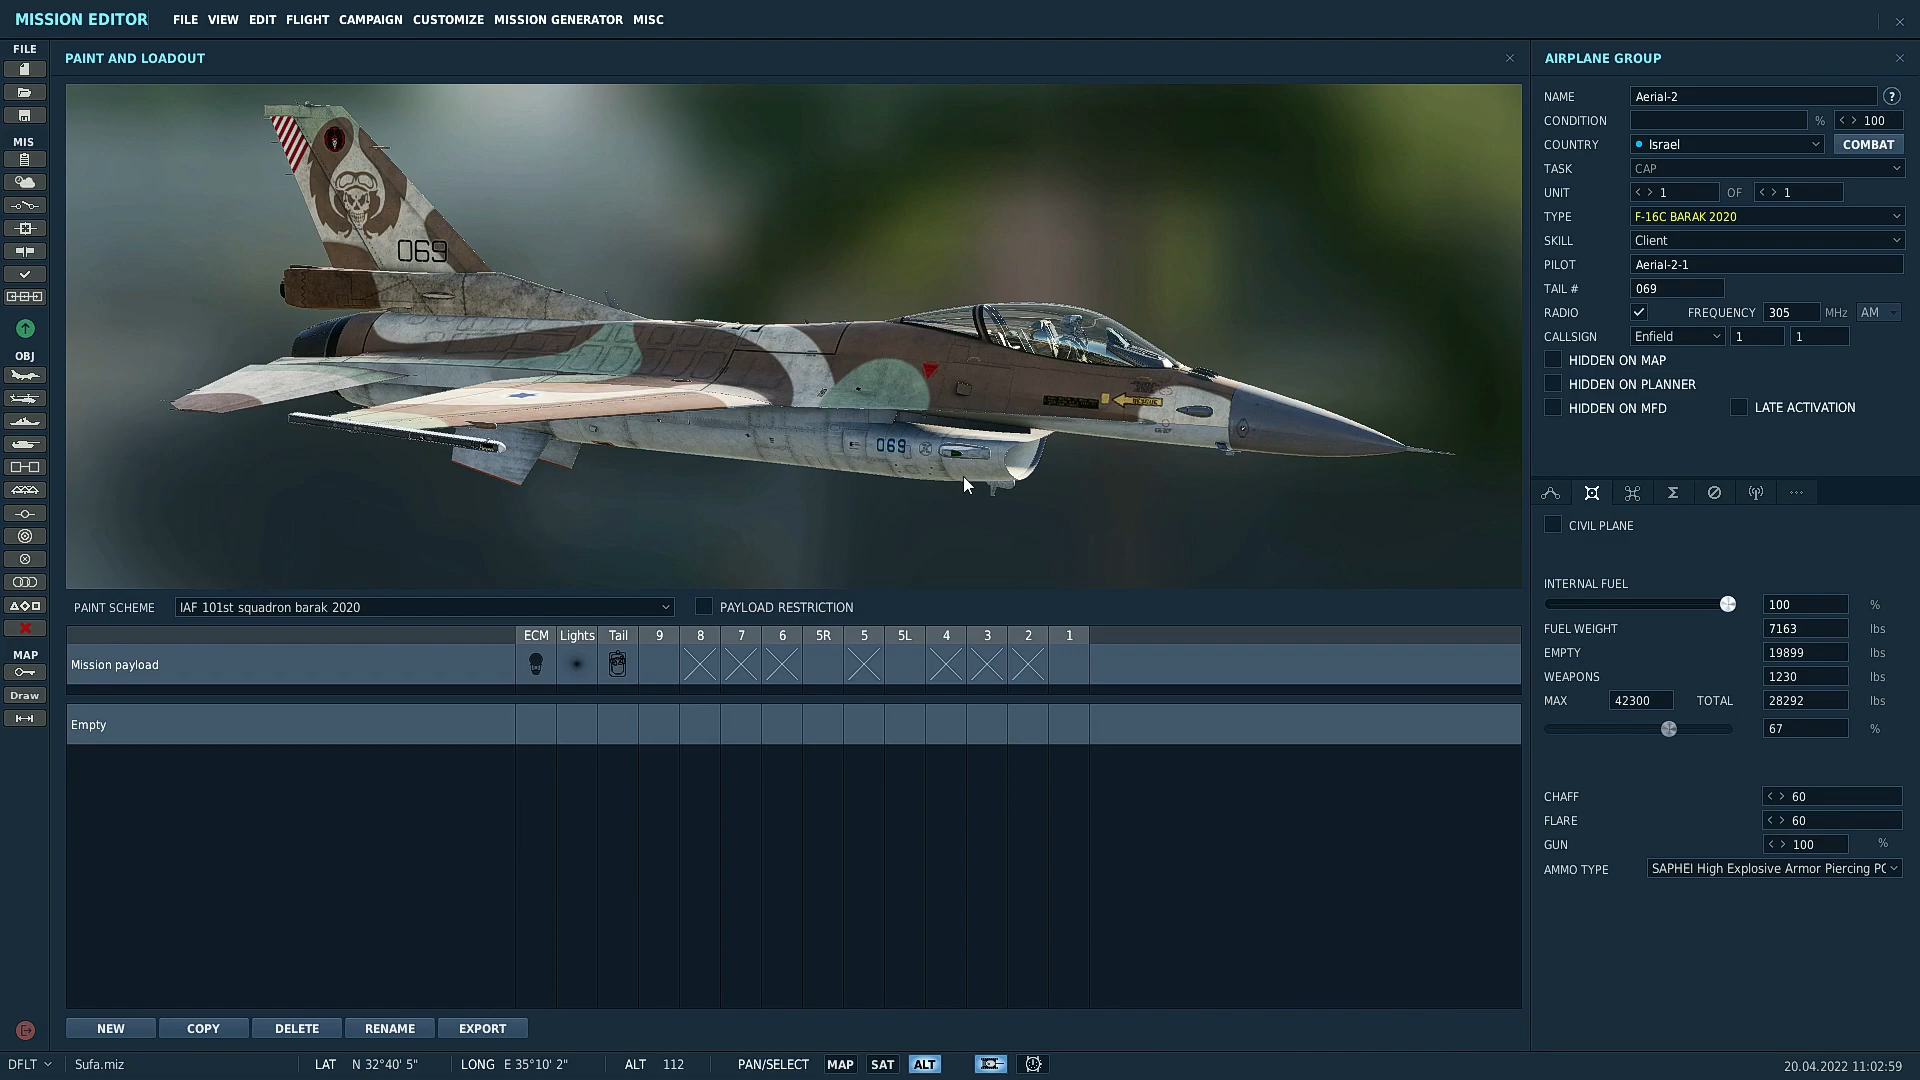 MISSION EDITOR FILE VIEW EDIT FLIGHT CAMPAIGN CUSTOMIZE MISSION GENERATOR MISC
FILE
MIS
OBJ
MAP
Draw
PAINT AND LOADOUT
069
069
RESCUE
PAINT SCHEME IAF 101st squadron barak 2020 PAYLOAD RESTRICTION
ECM Lights Tail 9 8 7 6 5R 5 5L 4 3 2 1
Mission payload
Empty
NEW COPY DELETE RENAME EXPORT
AIRPLANE GROUP
NAME Aerial-2 ?
CONDITION % < > 100
COUNTRY Israel COMBAT
TASK CAP
UNIT < > 1 OF < > 1
TYPE F-16C BARAK 2020
SKILL Client
PILOT Aerial-2-1
TAIL # 069
RADIO FREQUENCY 305 MHz AM
CALLSIGN Enfield 1 1
HIDDEN ON MAP
HIDDEN ON PLANNER
HIDDEN ON MFD LATE ACTIVATION
CIVIL PLANE
INTERNAL FUEL
100 %
FUEL WEIGHT 7163 lbs
EMPTY 19899 lbs
WEAPONS 1230 lbs
MAX 42300 TOTAL 28292 lbs
67 %
CHAFF < > 60
FLARE < > 60
GUN < > 100 %
AMMO TYPE SAPHEI High Explosive Armor Piercing PG
DFLT Sufa.miz LAT N 32°40' 5" LONG E 35°10' 2" ALT 112 PAN/SELECT MAP SAT ALT 20.04.2022 11:02:59